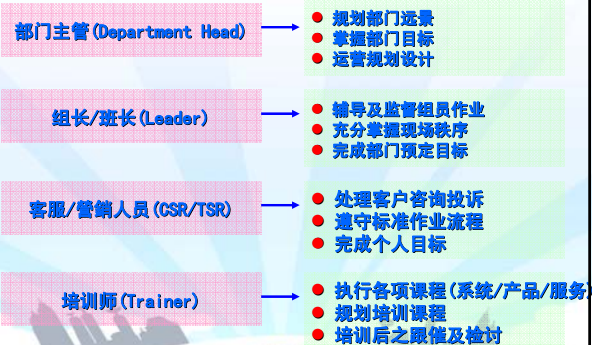 部门主管(Department Head)
规划部门远景
掌握部门目标
运营规划设计
组长/班长(Leader)
辅导及监督组员作业
充分掌握现场秩序
完成部门预定目标
客服/营销人员(CSR/TSR)
处理客户咨询投诉
遵守标准作业流程
完成个人目标
培训师(Trainer)
执行各项课程(系统/产品/服务
规划培训课程
培训后之跟催及检讨